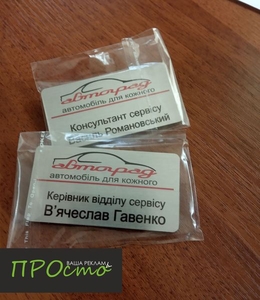 автоград
автомобіль для кожного
Консультант сервісу
Романовський
автоград
автомобіль для кожного
Керівник відділу сервісу
В'ячеслав Гавенко
ВАША РЕКЛАМА
ПРОсто